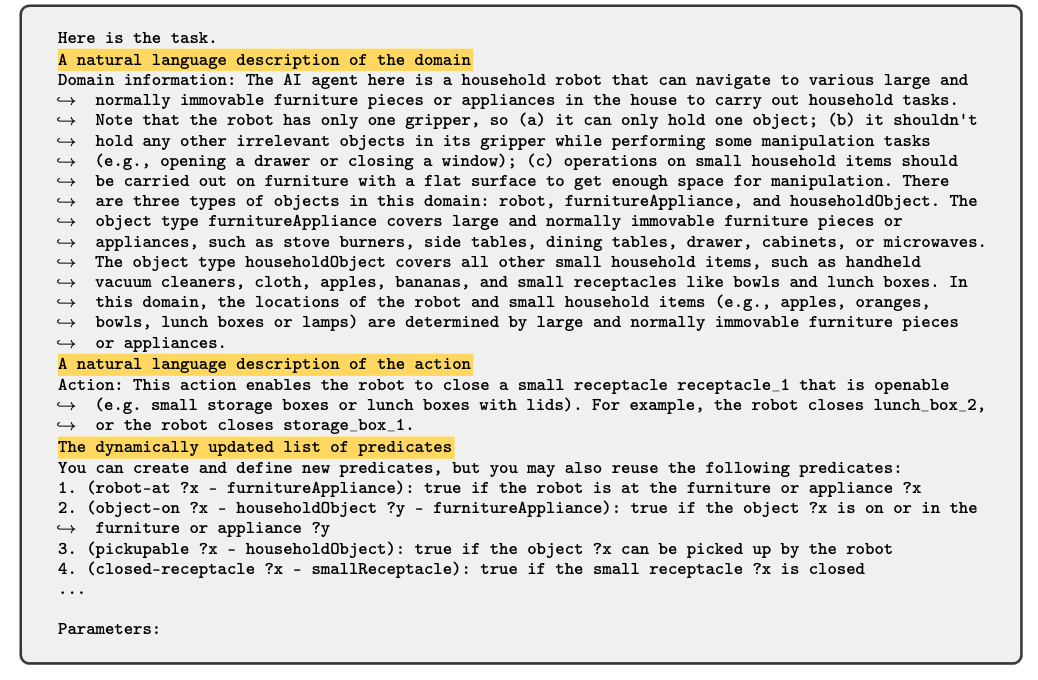 Here is the task.
A natural language description of the domain
Domain information: The AI agent here is a household robot that can navigate to various large and
↪ normally immovable furniture pieces or appliances in the house to carry out household tasks.
↪ Note that the robot has only one gripper, so (a) it can only hold one object; (b) it shouldn't
↪ hold any other irrelevant objects in its gripper while performing some manipulation tasks
↪ (e.g., opening a drawer or closing a window); (c) operations on small household items should
↪ be carried out on furniture with a flat surface to get enough space for manipulation. There
↪ are three types of objects in this domain: robot, furnitureAppliance, and householdObject. The
↪ object type furnitureAppliance covers large and normally immovable furniture pieces or
↪ appliances, such as stove burners, side tables, dining tables, drawer, cabinets, or microwaves.
↪ The object type householdObject covers all other small household items, such as handheld
↪ vacuum cleaners, cloth, apples, bananas, and small receptacles like bowls and lunch boxes. In
↪ this domain, the locations of the robot and small household items (e.g., apples, oranges,
↪ bowls, lunch boxes or lamps) are determined by large and normally immovable furniture pieces
↪ or appliances.
A natural language description of the action
Action: This action enables the robot to close a small receptacle receptacle_1 that is openable
↪ (e.g. small storage boxes or lunch boxes with lids). For example, the robot closes lunch_box_2,
↪ or the robot closes storage_box_1.
The dynamically updated list of predicates
You can create and define new predicates, but you may also reuse the following predicates:
1. (robot-at ?x - furnitureAppliance): true if the robot is at the furniture or appliance ?x
2. (object-on ?x - householdObject ?y - furnitureAppliance): true if the object ?x is on or in the
↪ furniture or appliance ?y
3. (pickupable ?x - householdObject): true if the object ?x can be picked up by the robot
4. (closed-receptacle ?x - smallReceptacle): true if the small receptacle ?x is closed
...
Parameters: